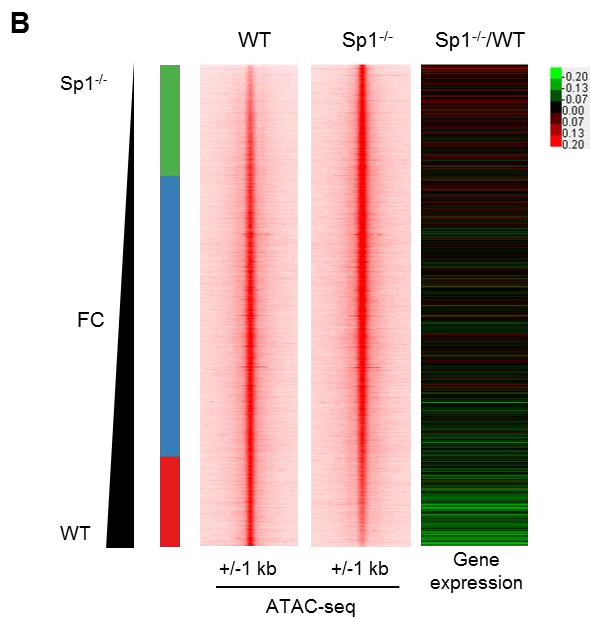 B
WT
Sp1-/-
Sp1-/-/WT
-0.20
-0.13
-0.07
0.00
0.07
0.13
0.20
Sp1-/-
FC
WT
+/-1 kb
+/-1 kb
ATAC-seq
Gene
expression